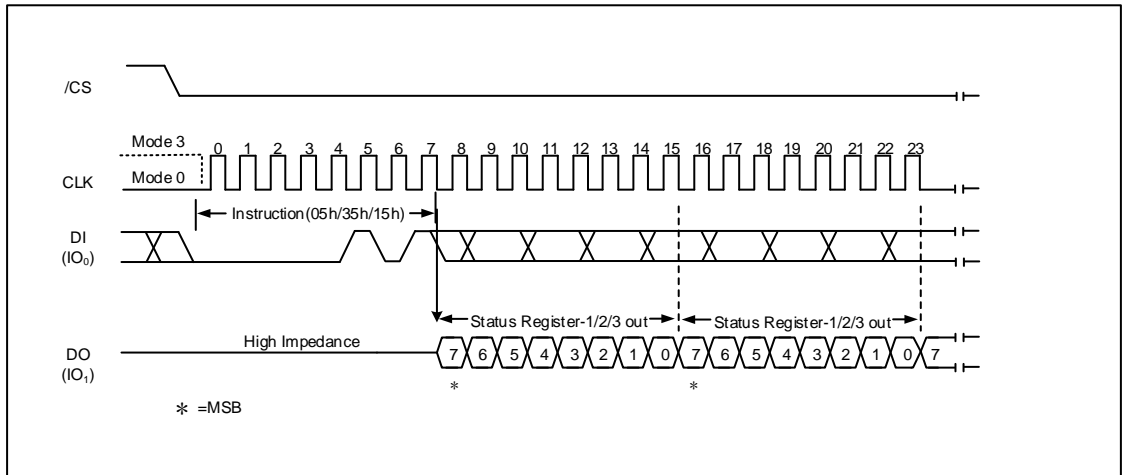 /CS
Mode 3
0 1 2 3 4 5 6 7 8 9 10 11 12 13 14 15 16 17 18 19 20 21 22 23
CLK
Mode 0
Instruction(05h/35h/15h)
DI
(IO₀)
Status Register-1/2/3 out Status Register-1/2/3 out
High Impedance
DO
(IO₁)
7 6 5 4 3 2 1 0 7 6 5 4 3 2 1 0 7
* *
* =MSB